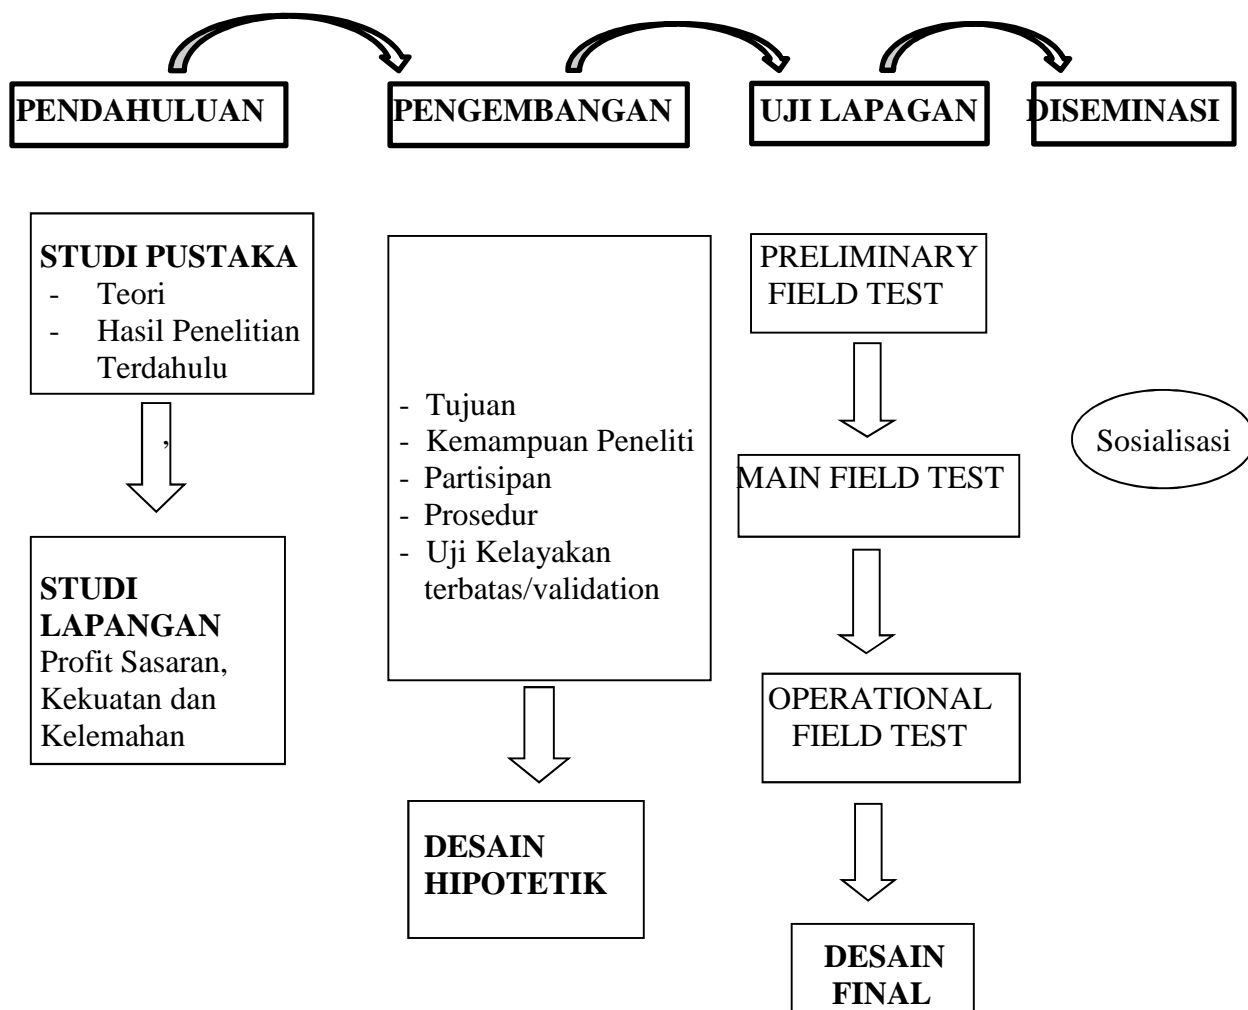 PENDAHULUAN
PENGEMBANGAN
UJI LAPAGAN
DISEMINASI
STUDI PUSTAKA
- Teori
- Hasil Penelitian
Terdahulu
,
STUDI
LAPANGAN
Profit Sasaran,
Kekuatan dan
Kelemahan
- Tujuan
- Kemampuan Peneliti
- Partisipan
- Prosedur
- Uji Kelayakan
terbatas/validation
DESAIN
HIPOTETIK
PRELIMINARY
FIELD TEST
MAIN FIELD TEST
OPERATIONAL
FIELD TEST
DESAIN
FINAL
Sosialisasi